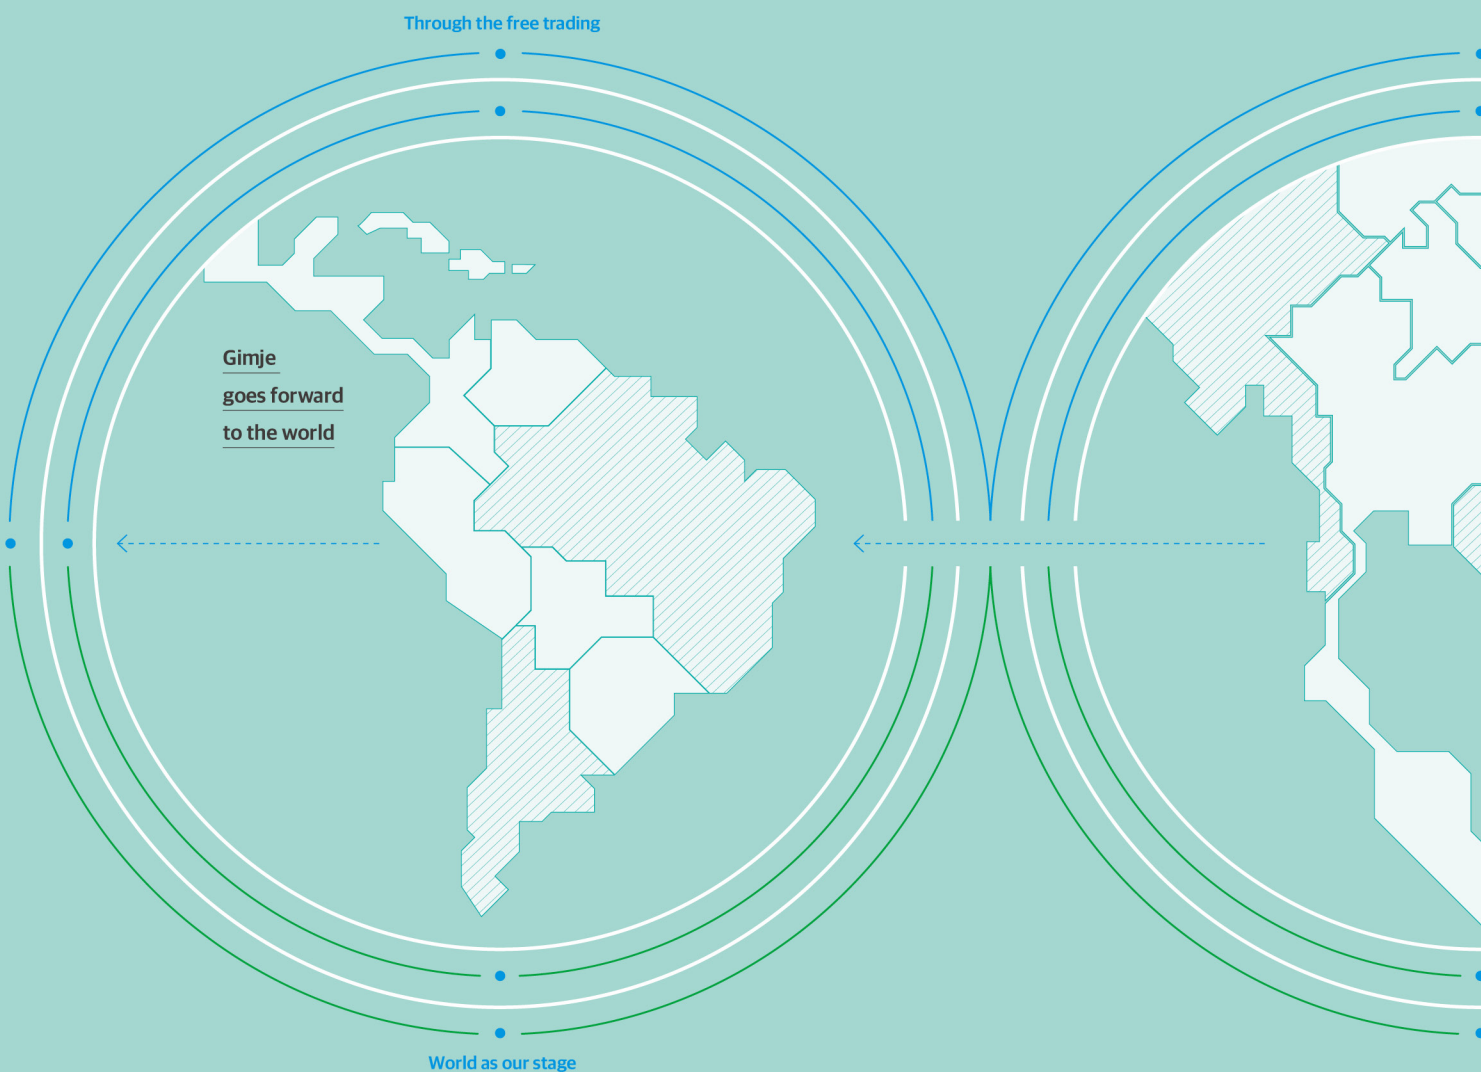 Through the free trading
Gimje
goes forward
to the world
World as our stage